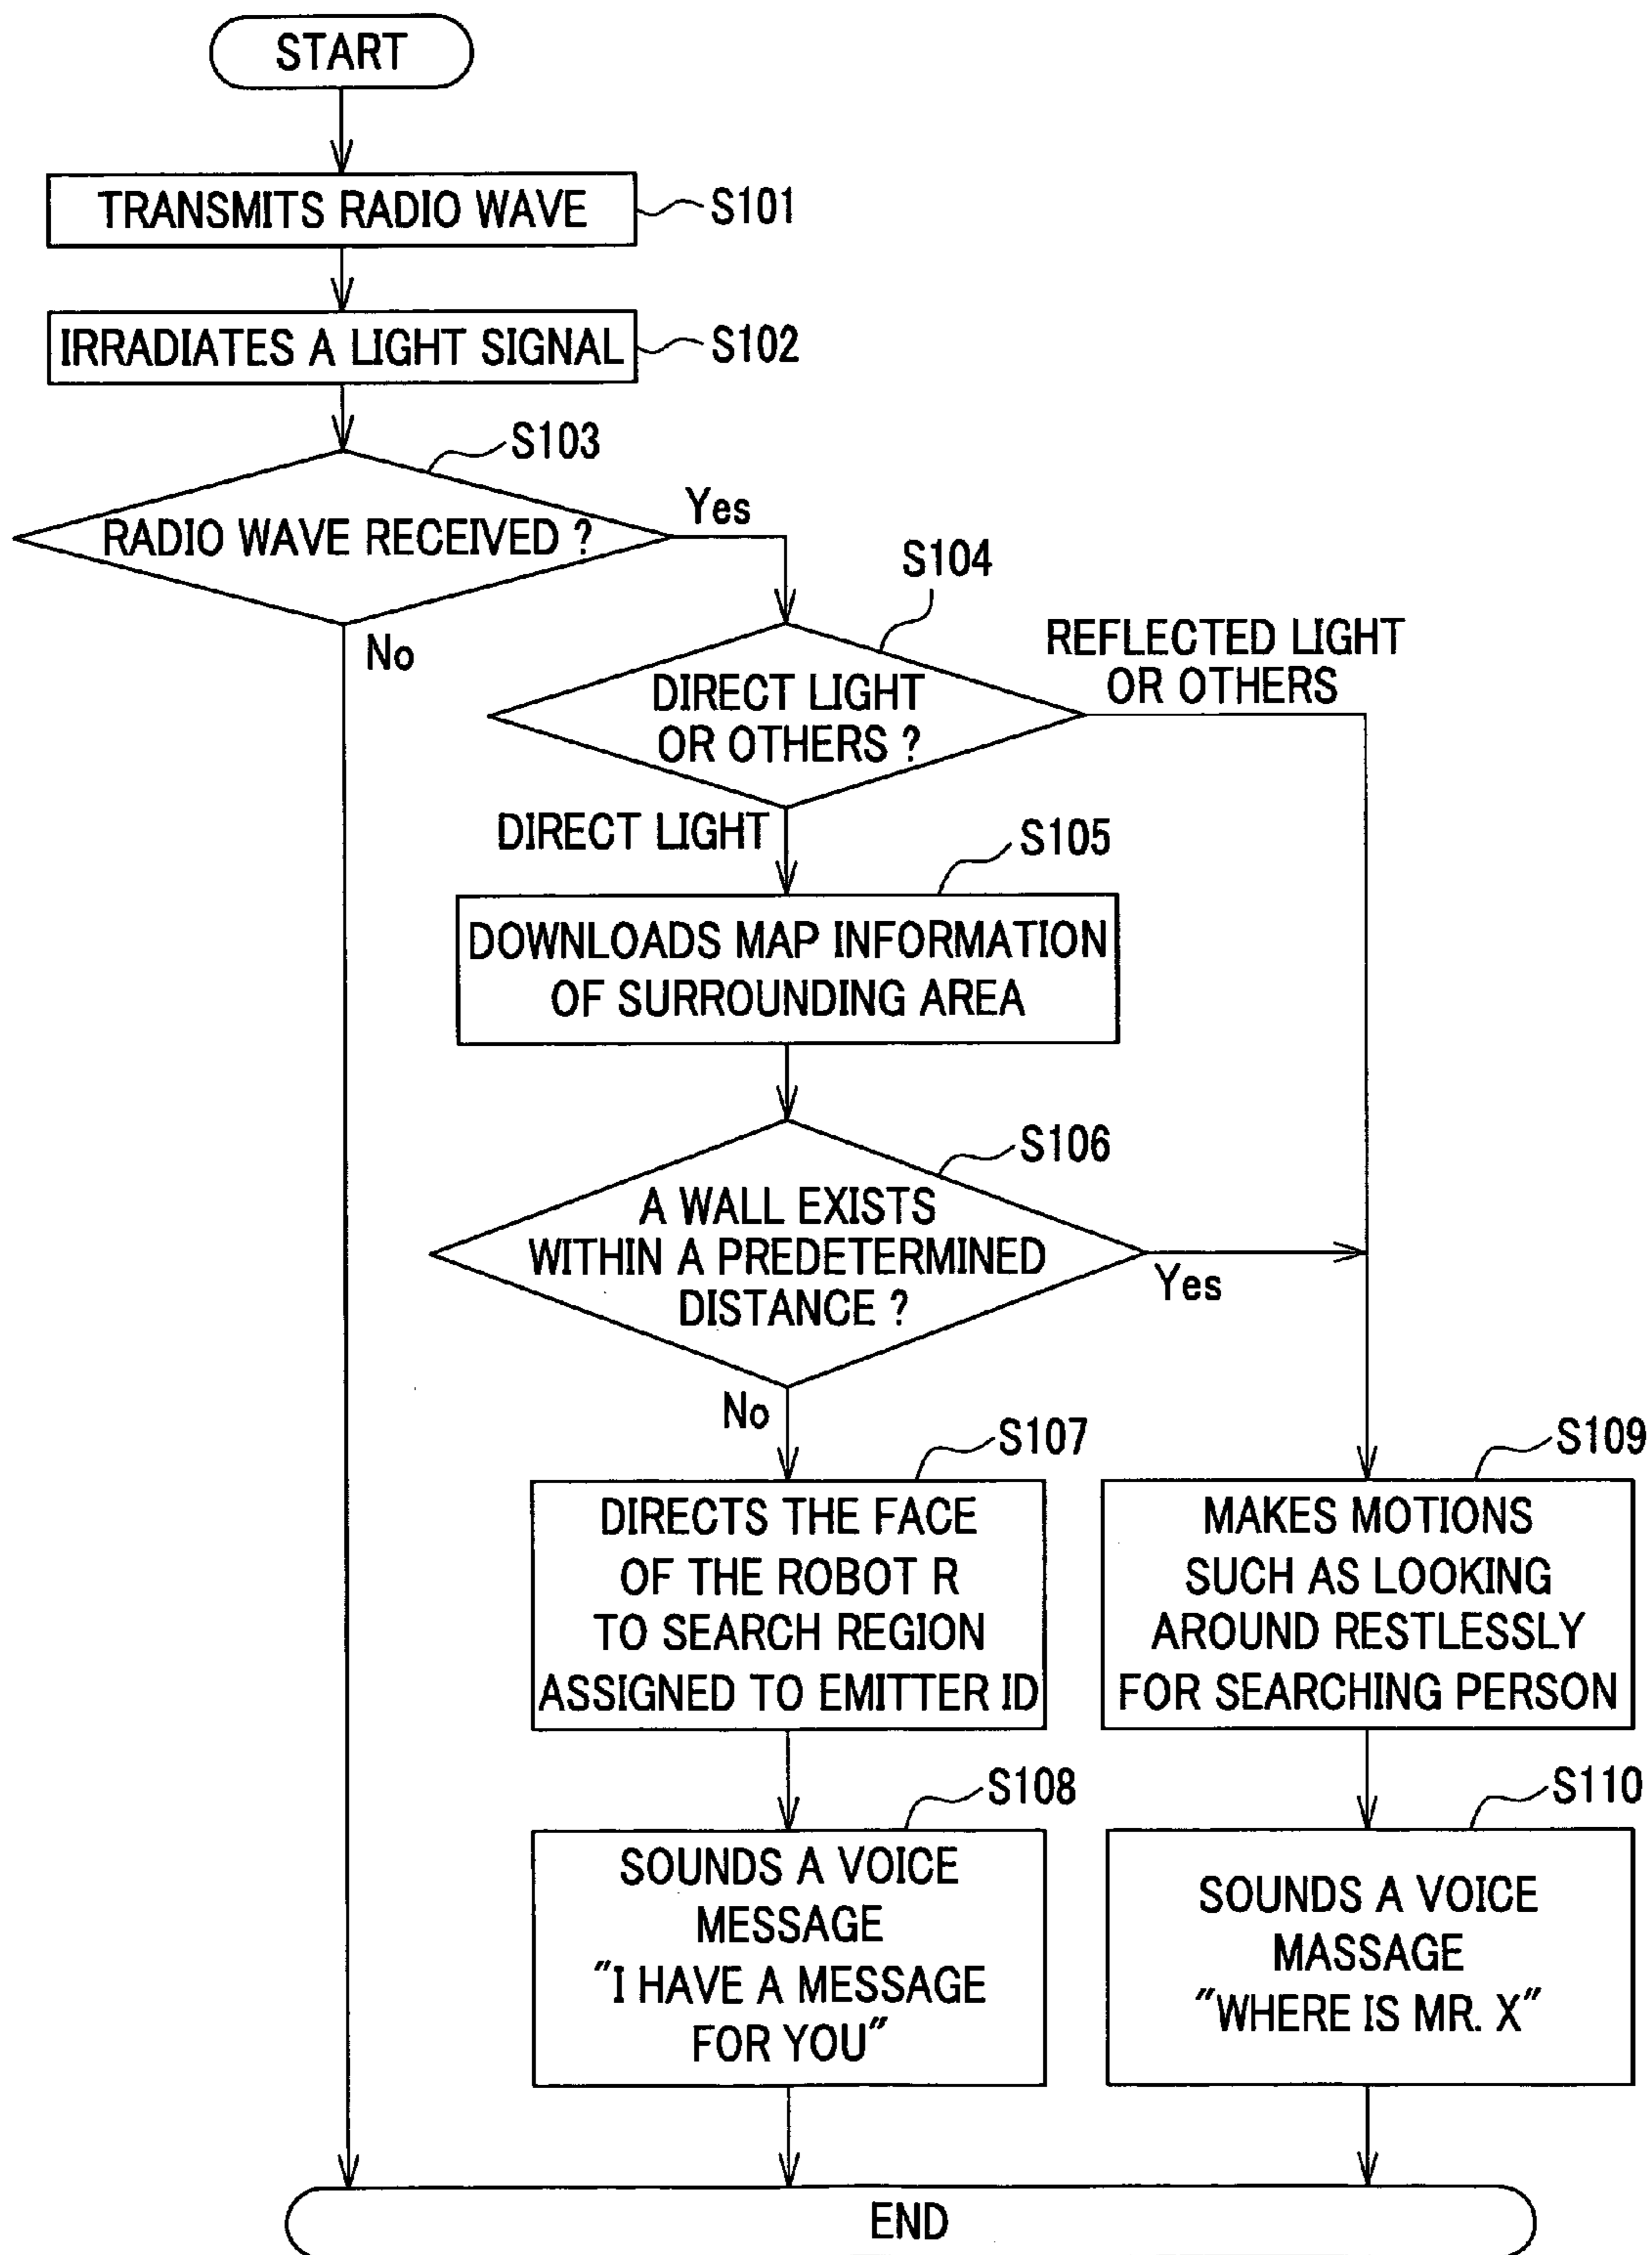 START
TRANSMITS RADIO WAVE
S101
IRRADIATES A LIGHT SIGNAL
S102
S103
RADIO WAVE RECEIVED ?
Yes
No
S104
DIRECT LIGHT
OR OTHERS ?
REFLECTED LIGHT
OR OTHERS
DIRECT LIGHT
S105
DOWNLOADS MAP INFORMATION
OF SURROUNDING AREA
S106
A WALL EXISTS
WITHIN A PREDETERMINED
DISTANCE ?
Yes
No
S107
DIRECTS THE FACE
OF THE ROBOT R
TO SEARCH REGION
ASSIGNED TO EMITTER ID
S109
MAKES MOTIONS
SUCH AS LOOKING
AROUND RESTLESSLY
FOR SEARCHING PERSON
S108
SOUNDS A VOICE
MESSAGE
"I HAVE A MESSAGE
FOR YOU"
S110
SOUNDS A VOICE
MASSAGE
"WHERE IS MR. X"
END